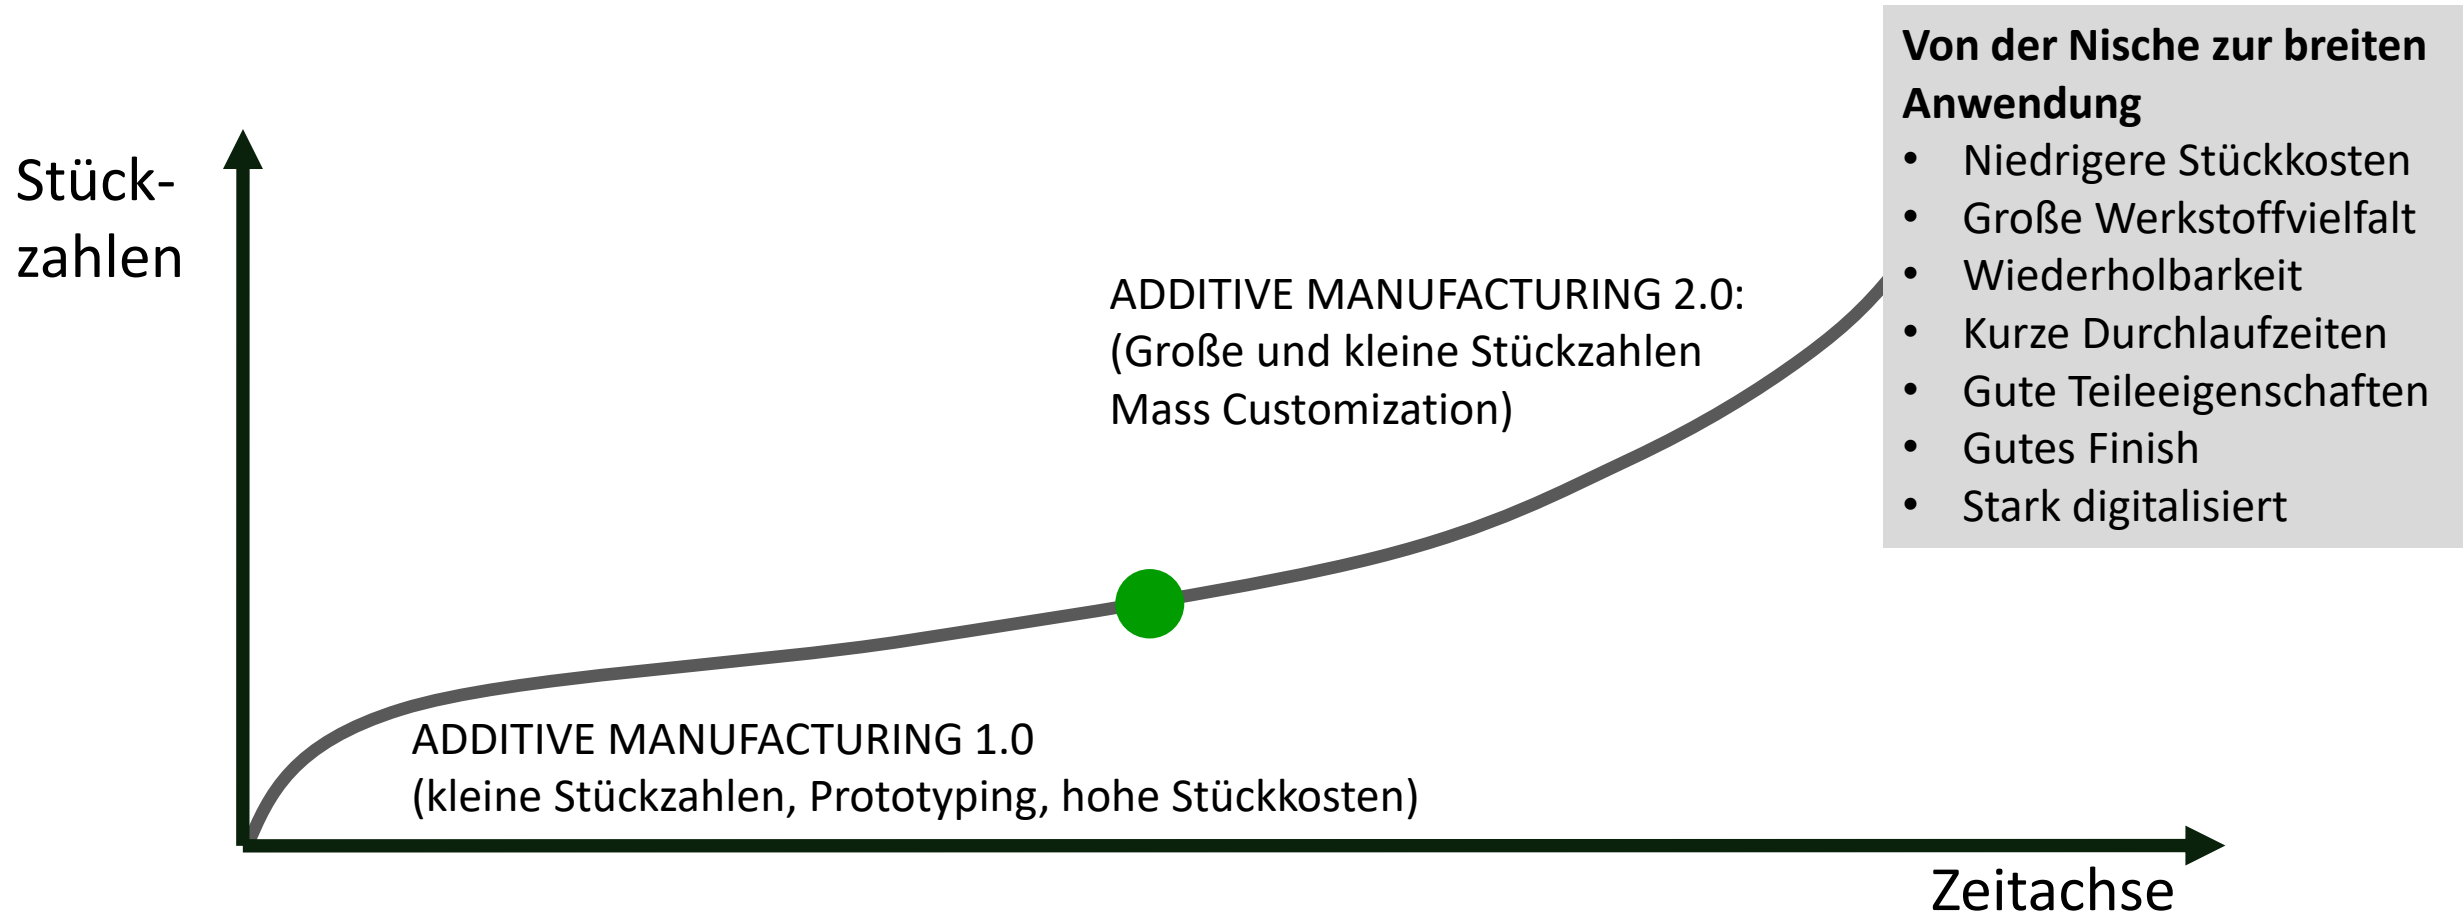 Von der Nische zur breiten
Anwendung
• Niedrigere Stückkosten
• Große Werkstoffvielfalt
• Wiederholbarkeit
• Kurze Durchlaufzeiten
• Gute Teileeigenschaften
• Gutes Finish
• Stark digitalisiert
Stück-
zahlen
ADDITIVE MANUFACTURING 2.0:
(Große und kleine Stückzahlen
Mass Customization)
ADDITIVE MANUFACTURING 1.0
(kleine Stückzahlen, Prototyping, hohe Stückkosten)
Zeitachse